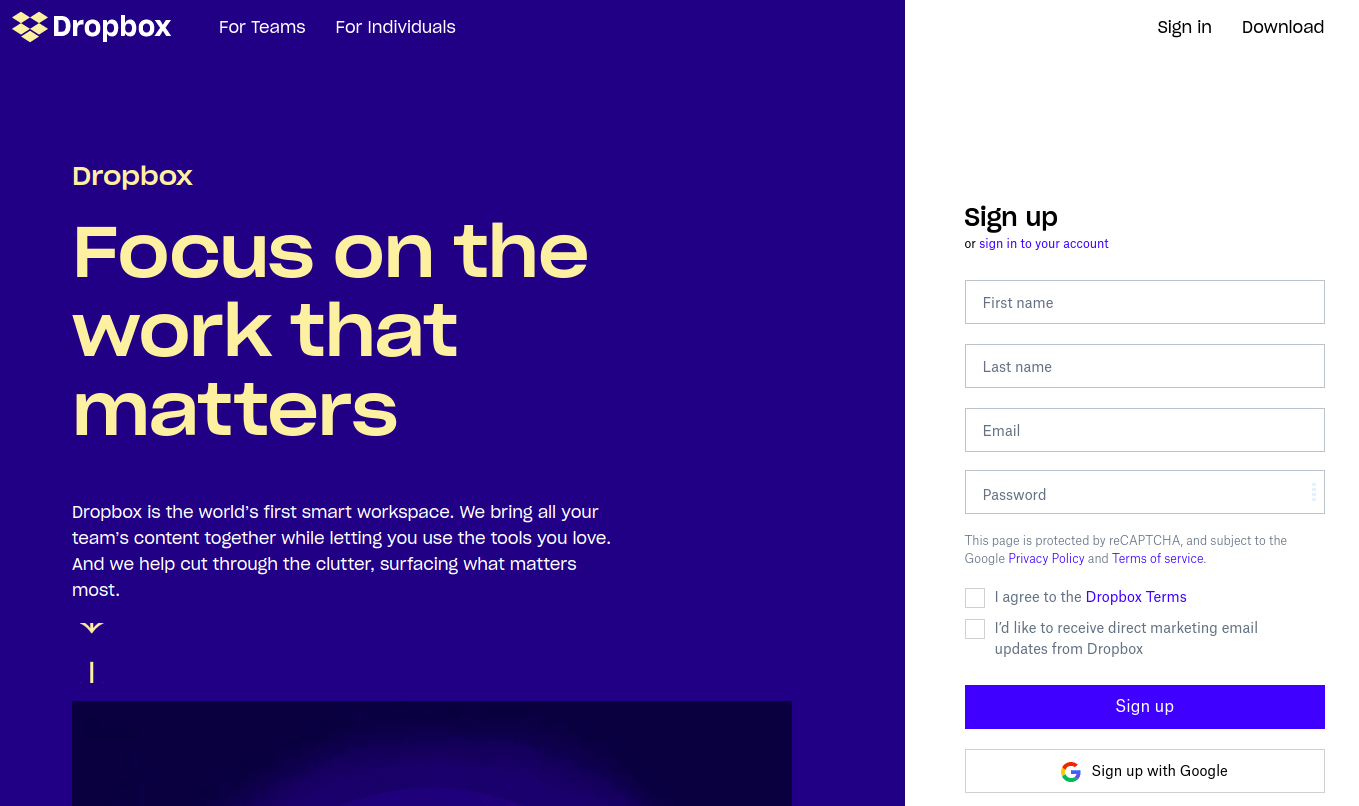 Dropbox
For Teams
For Individuals
Sign in
Download
Dropbox
Focus on the
work that
matters
Dropbox is the world’s first smart workspace. We bring all your
team’s content together while letting you use the tools you love.
And we help cut through the clutter, surfacing what matters
most.
Sign up
or sign in to your account
First name
Last name
Email
Password
This page is protected by reCAPTCHA, and subject to the
Google Privacy Policy and Terms of service.
I agree to the Dropbox Terms
I’d like to receive direct marketing email
updates from Dropbox
Sign up
Sign up with Google